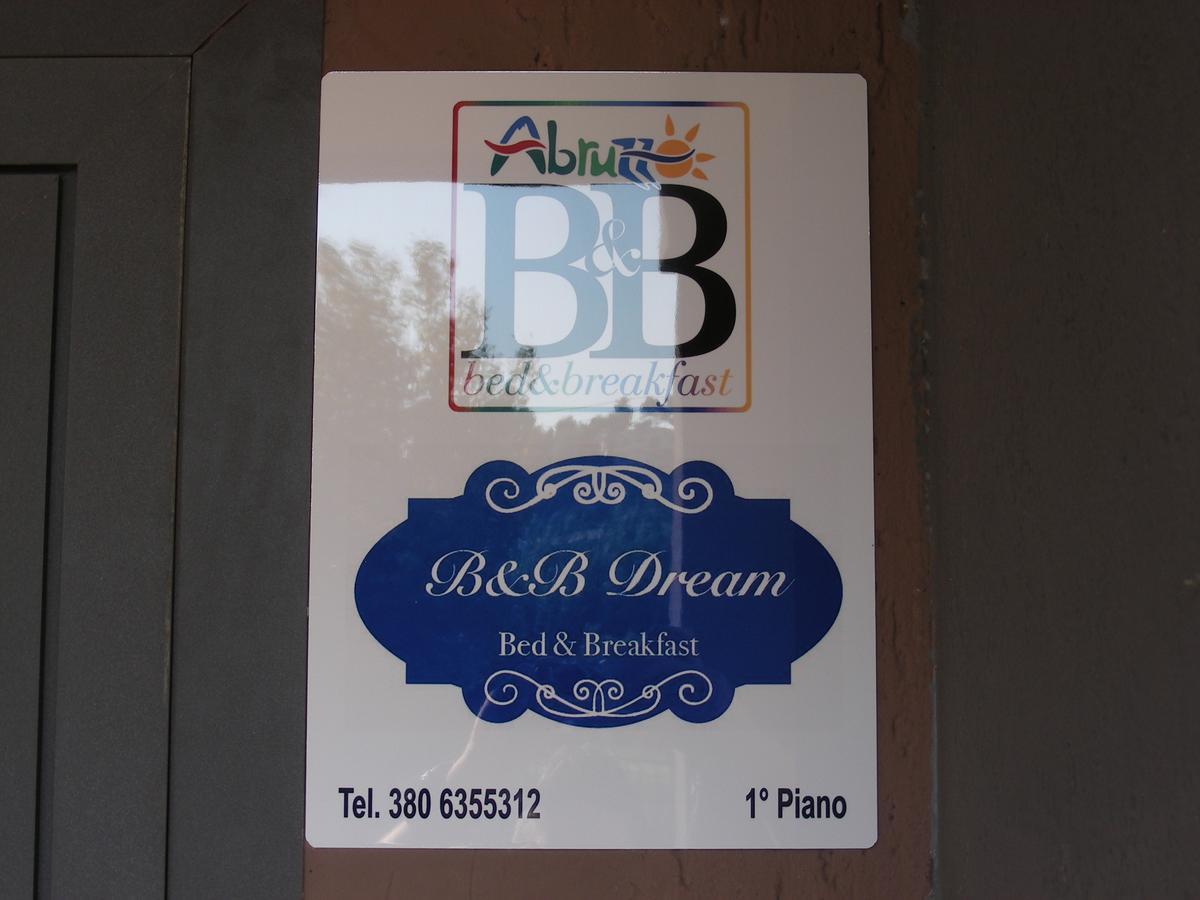 Abruzzo
B&B
bed&breakfast
B&B Dream
Bed & Breakfast
Tel. 380 6355312
1° Piano